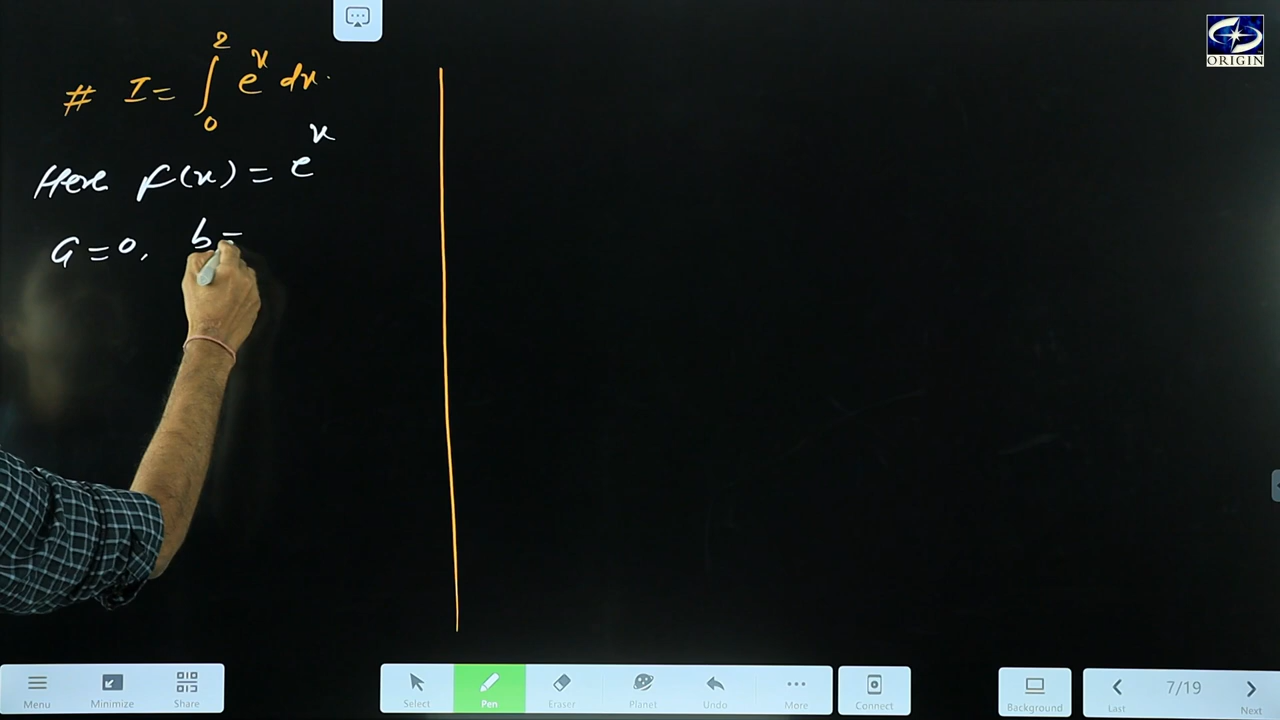 # I = ∫₀² eˣ dx.
Here f(x) = eˣ
a = 0, b =
ORIGIN
Menu
Minimize
Share
Select
Pen
Eraser
Planet
Undo
More
Connect
Background
Last
7/19
Next